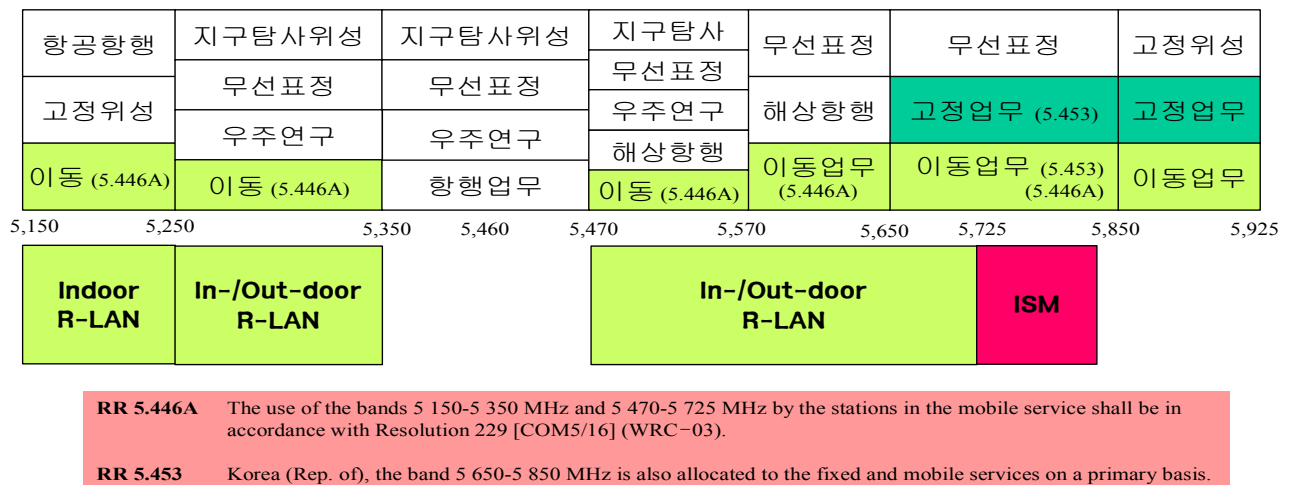 항공항행
고정위성
이동 (5.446A)
지구탐사위성
무선표정
우주연구
이동 (5.446A)
지구탐사위성
무선표정
우주연구
항행업무
지구탐사
무선표정
우주연구
해상항행
이동 (5.446A)
무선표정
해상항행
이동업무
(5.446A)
무선표정
고정업무 (5.453)
이동업무 (5.453)
(5.446A)
고정위성
고정업무
이동업무
5,150 5,250 5,350 5,460 5,470 5,570 5,650 5,725 5,850 5,925
Indoor
R-LAN
In-/Out-door
R-LAN
In-/Out-door
R-LAN
ISM
RR 5.446A The use of the bands 5 150-5 350 MHz and 5 470-5 725 MHz by the stations in the mobile service shall be in
accordance with Resolution 229 [COM5/16] (WRC−03).
RR 5.453 Korea (Rep. of), the band 5 650-5 850 MHz is also allocated to the fixed and mobile services on a primary basis.